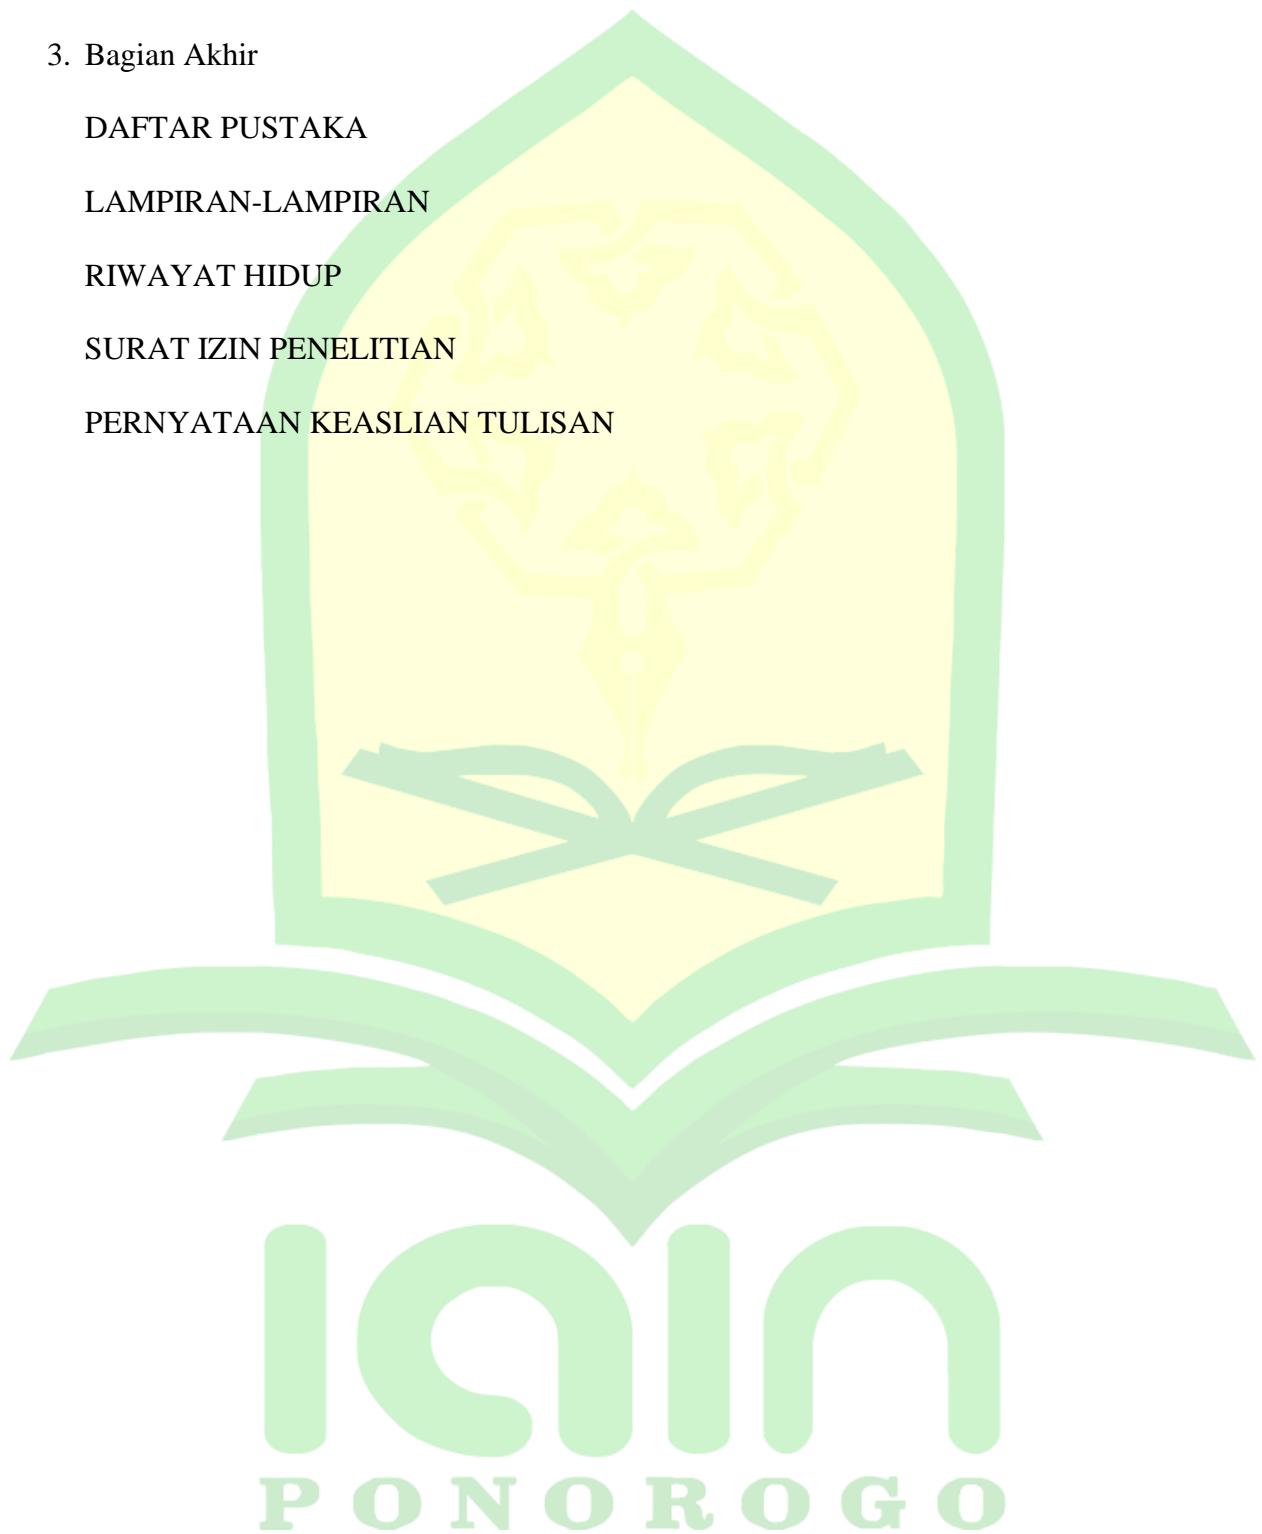 3. Bagian Akhir
DAFTAR PUSTAKA
LAMPIRAN-LAMPIRAN
RIWAYAT HIDUP
SURAT IZIN PENELITIAN
PERNYATAAN KEASLIAN TULISAN
IAIN
PONOROGO